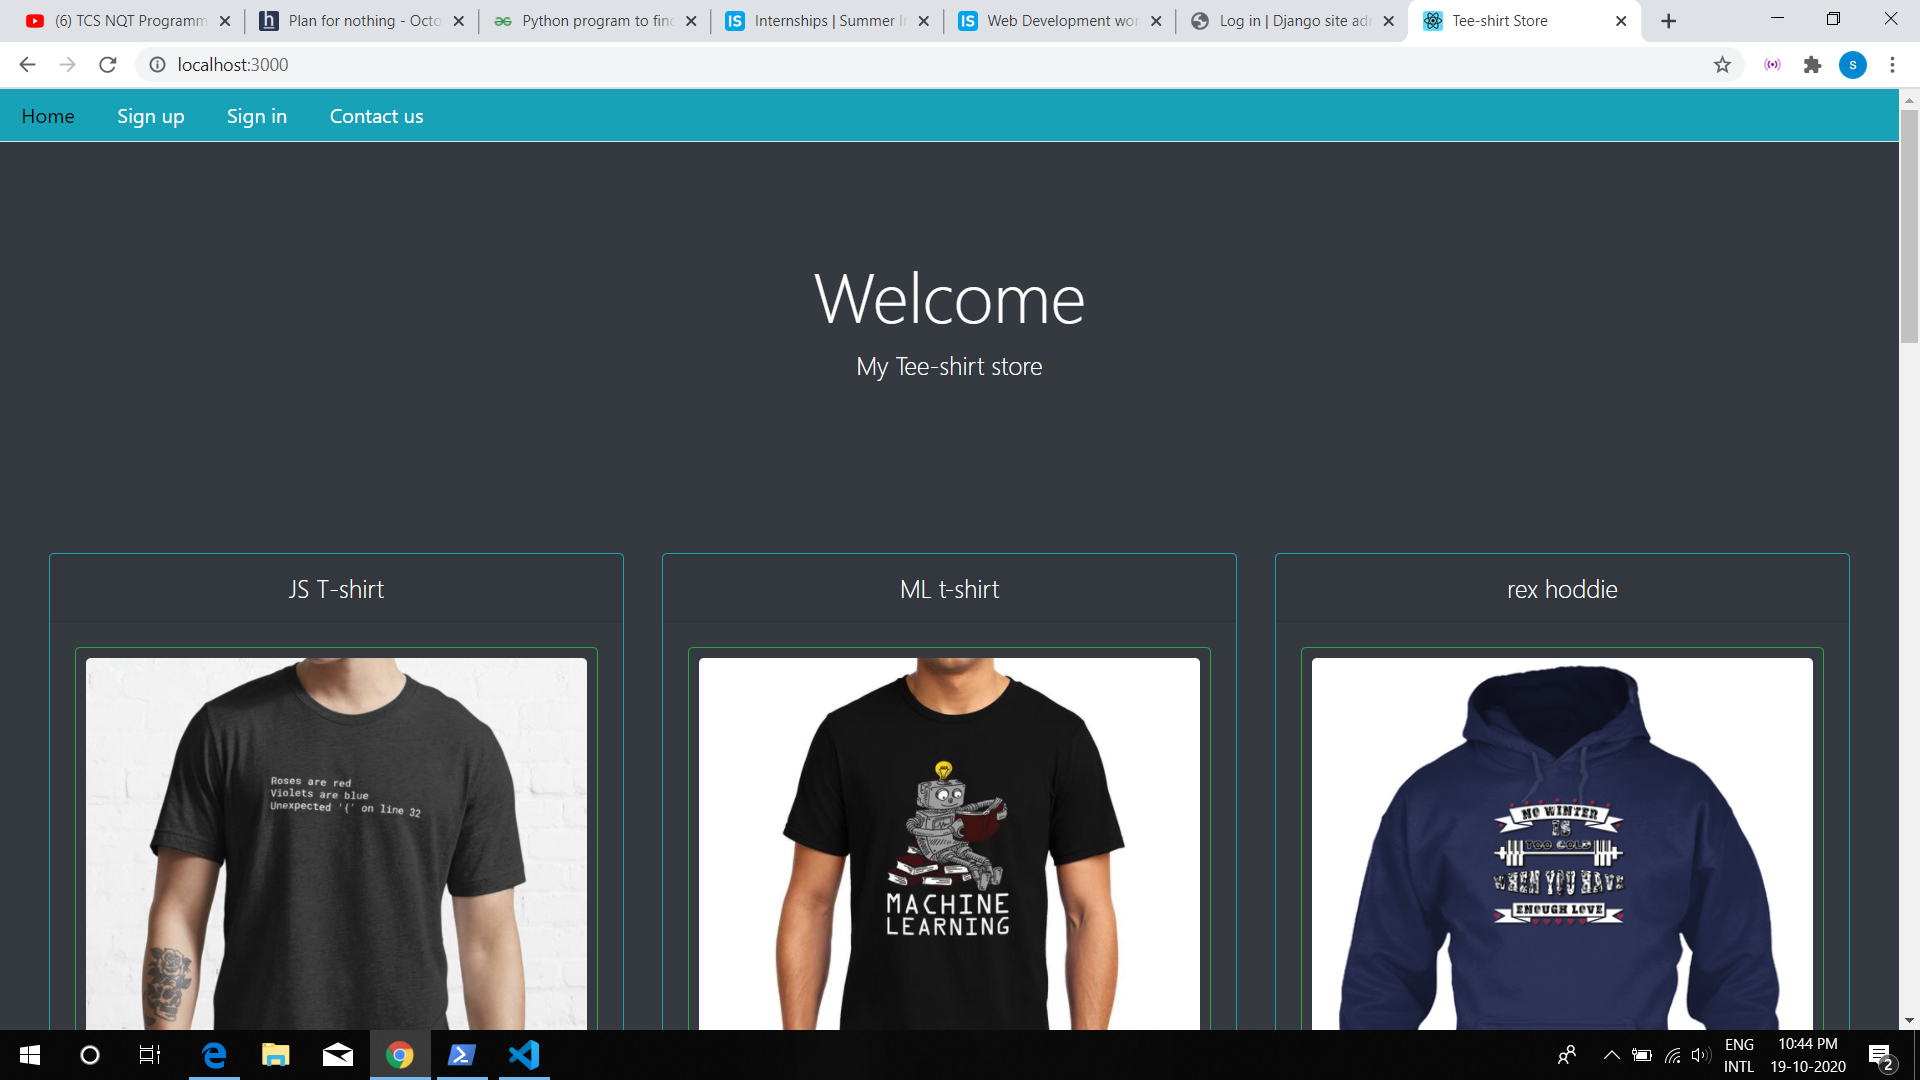 (6) TCS NQT Programm
Plan for nothing - Octo
Python program to find
Internships | Summer In
Web Development wor
Log in | Django site adr
Tee-shirt Store
localhost:3000
s
Home
Sign up
Sign in
Contact us
Welcome
My Tee-shirt store
JS T-shirt
ML t-shirt
rex hoddie
Roses are red
Violets are blue
Unexpected '{' on line 32
MACHINE
LEARNING
NO WINTER
IS
TOO COLD
WHEN YOU HAVE
ENOUGH LOVE
ENG
INTL
10:44 PM
19-10-2020
2